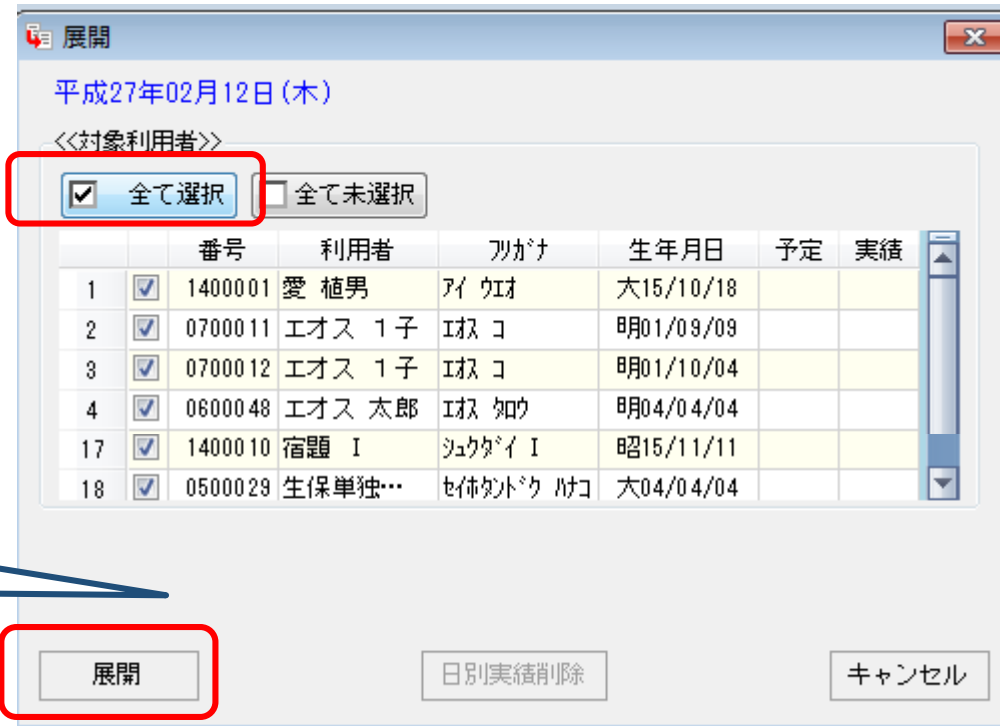 展開
平成27年02月12日(木)
<<対象利用者>>
全て選択 全て未選択
番号 利用者 ﾌﾘｶﾞﾅ 生年月日 予定 実績
1 1400001 愛 植男 ｱｲ ｳｴｵ 大15/10/18
2 0700011 エオス 1子 ｴｵｽ ｺ 明01/09/09
3 0700012 エオス 1子 ｴｵｽ ｺ 明01/10/04
4 0600048 エオス 太郎 ｴｵｽ ﾀﾛｳ 明04/04/04
17 1400010 宿題 I ｼｭｸﾀﾞｲ I 昭15/11/11
18 0500029 生保単独… ｾｲﾎﾀﾝﾄﾞｸ ﾊﾅｺ 大04/04/04
展開 日別実績削除 キャンセル